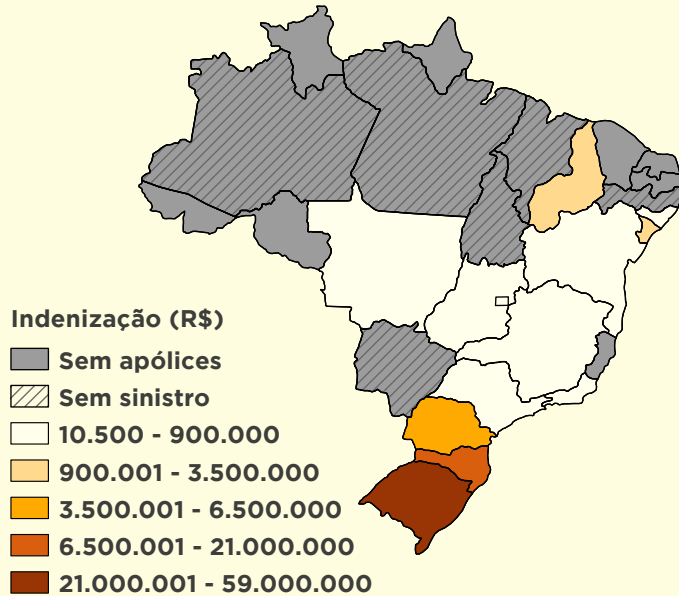 Indenização (R$)
Sem apólices
Sem sinistro
10.500 - 900.000
900.001 - 3.500.000
3.500.001 - 6.500.000
6.500.001 - 21.000.000
21.000.001 - 59.000.000